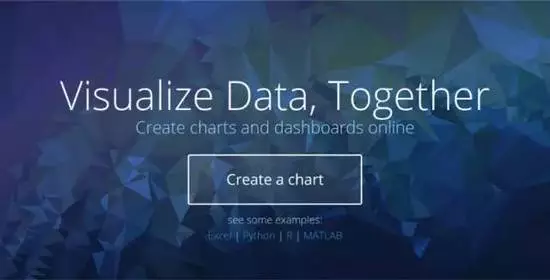 Visualize Data, Together
Create charts and dashboards online
Create a chart
see some examples:
Excel | Python | R | MATLAB